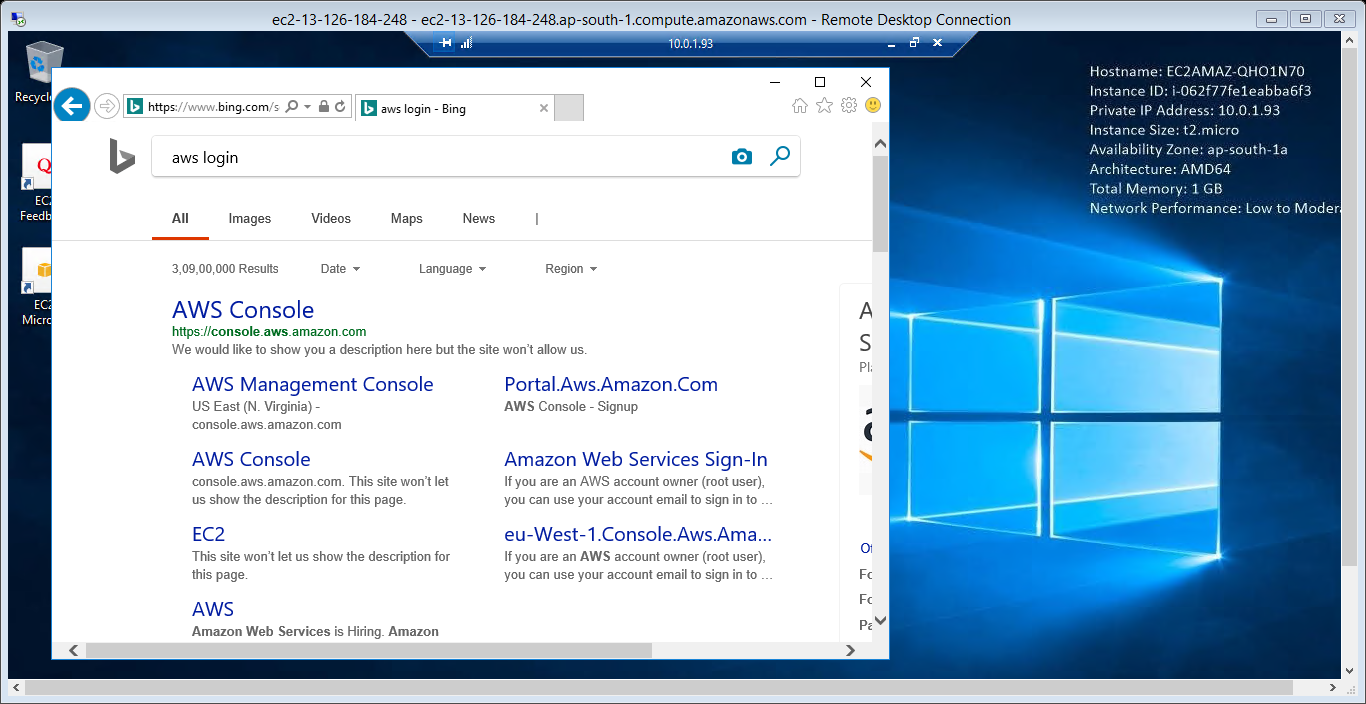 ec2-13-126-184-248 - ec2-13-126-184-248.ap-south-1.compute.amazonaws.com - Remote Desktop Connection
10.0.1.93
Hostname: EC2AMAZ-QHO1N70
Instance ID: i-062f77fe1eabba6f3
Private IP Address: 10.0.1.93
Instance Size: t2.micro
Availability Zone: ap-south-1a
Architecture: AMD64
Total Memory: 1 GB
Network Performance: Low to Modera
Recycl
EC2
Feedb
EC2
Micro
https://www.bing.com/s
aws login - Bing
aws login
All Images Videos Maps News |
3,09,00,000 Results Date Language Region
AWS Console
https://console.aws.amazon.com
We would like to show you a description here but the site won't allow us.
AWS Management Console
US East (N. Virginia) -
console.aws.amazon.com
Portal.Aws.Amazon.Com
AWS Console - Signup
AWS Console
console.aws.amazon.com. This site won't let
us show the description for this page.
Amazon Web Services Sign-In
If you are an AWS account owner (root user),
you can use your account email to sign in to ...
EC2
This site won't let us show the description for
this page.
eu-West-1.Console.Aws.Ama...
If you are an AWS account owner (root user),
you can use your account email to sign in to ...
AWS
Amazon Web Services is Hiring. Amazon
A
S
Pl
a
Of
Fo
Fo
Pa